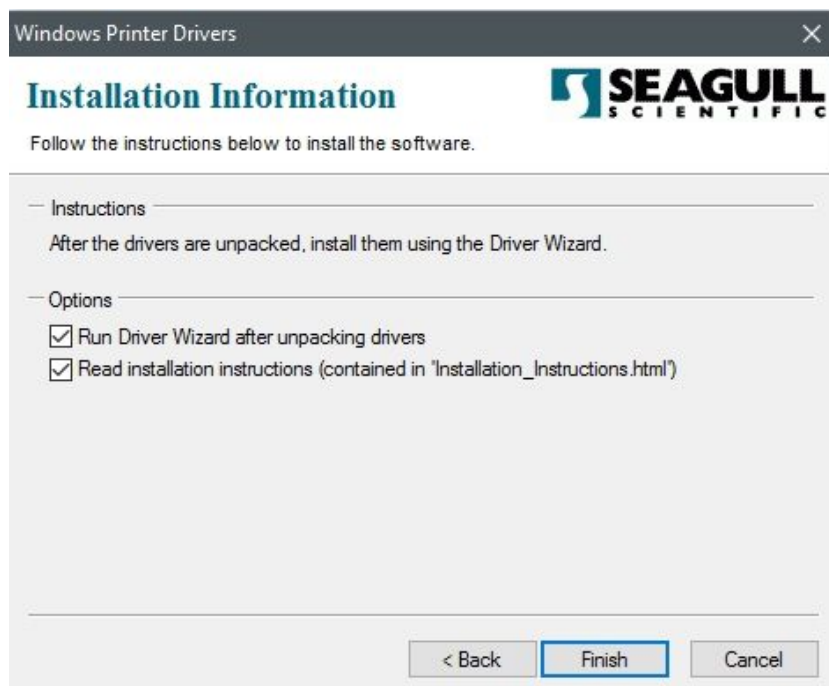 Windows Printer Drivers
Installation Information
SEAGULL
SCIENTIFIC
Follow the instructions below to install the software.
Instructions
After the drivers are unpacked, install them using the Driver Wizard.
Options
Run Driver Wizard after unpacking drivers
Read installation instructions (contained in 'Installation_Instructions.html')
< Back Finish Cancel